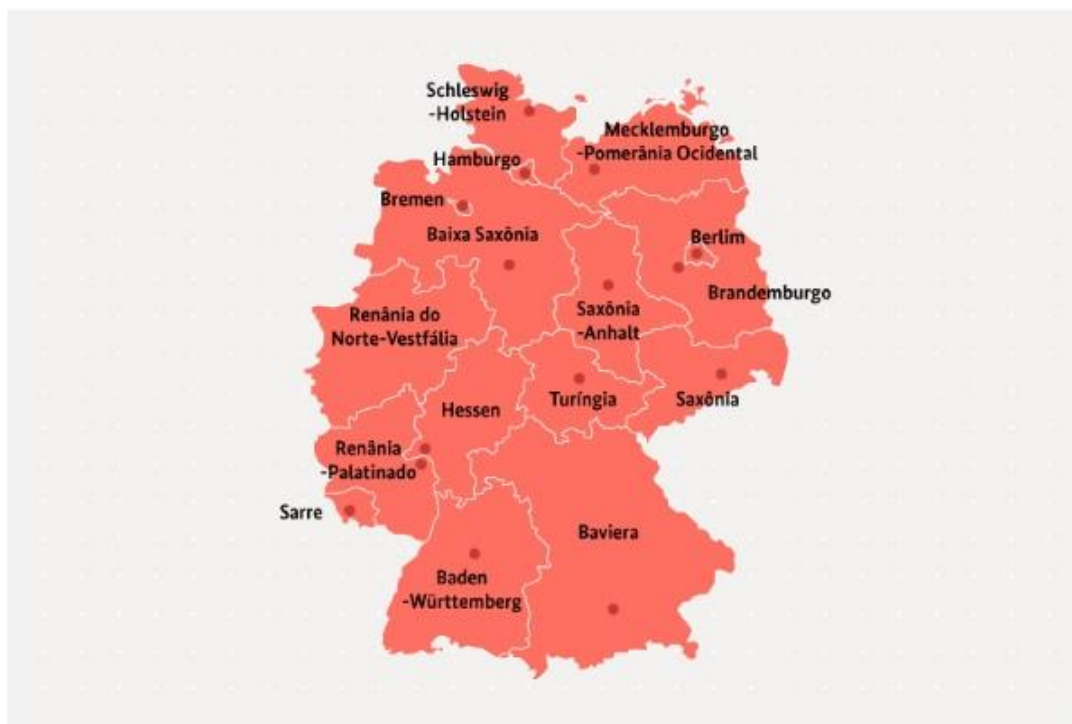 Schleswig
-Holstein
Mecklemburgo
-Pomerânia Ocidental
Hamburgo
Bremen
Baixa Saxônia
Berlim
Brandemburgo
Renânia do
Norte-Vestfália
Saxônia
-Anhalt
Hessen
Turíngia
Saxônia
Renânia
-Palatinado
Sarre
Baviera
Baden
-Württemberg